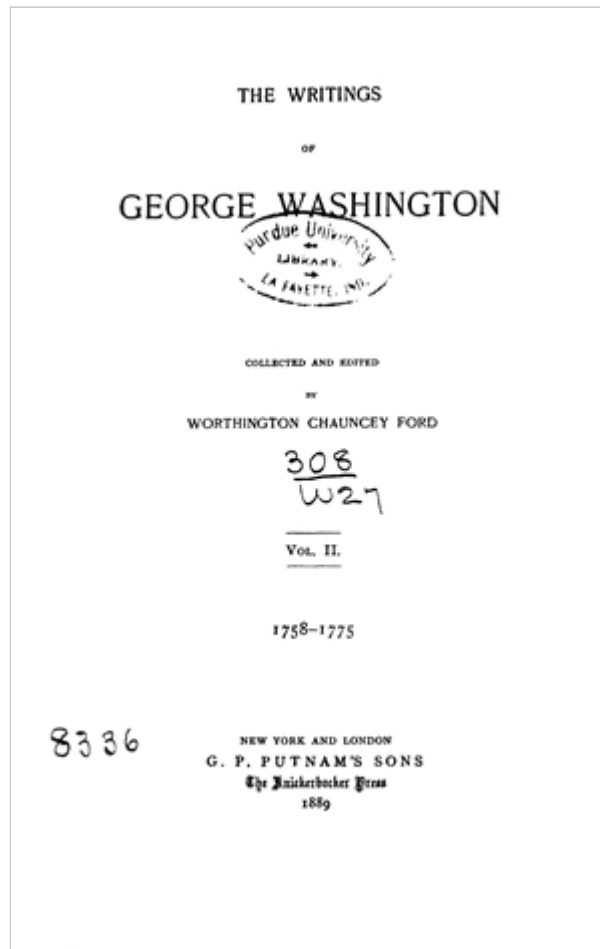 THE WRITINGS
OF
GEORGE WASHINGTON
Purdue University
LIBRARY.
LA FAYETTE, IND.
COLLECTED AND EDITED
BY
WORTHINGTON CHAUNCEY FORD
308
W27
VOL. II.
1758–1775
8336
NEW YORK AND LONDON
G. P. PUTNAM'S SONS
The Knickerbocker Press
1889